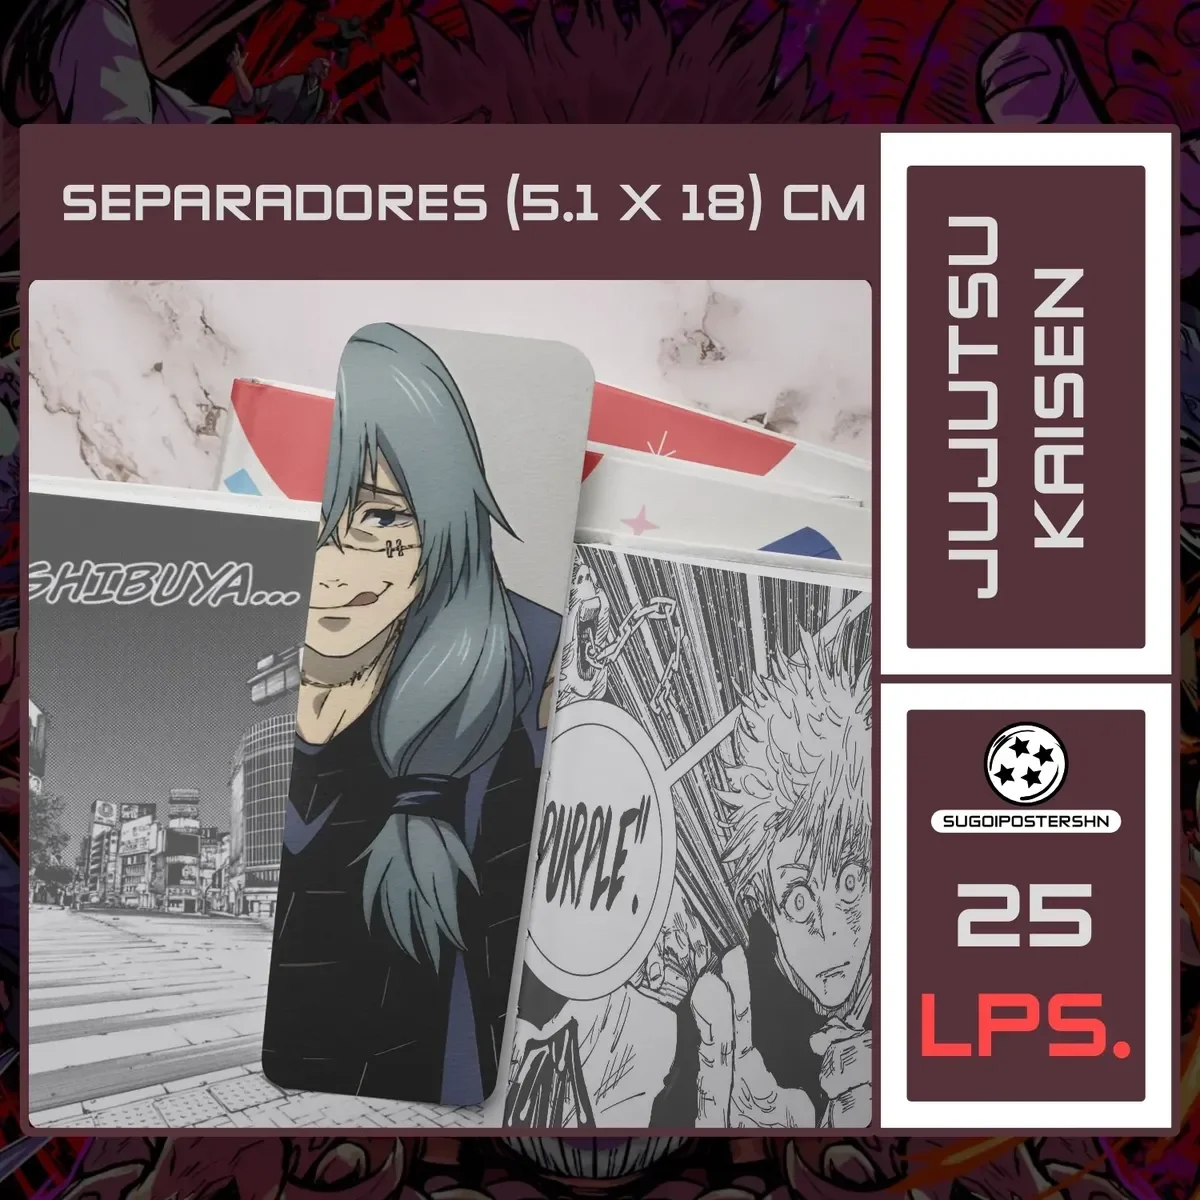 SEPARADORES (5.1 X 18) CM
JUJUTSU
KAISEN
SHIBUYA...
PURPLE".
SUGOIPOSTERSHN
25
LPS.